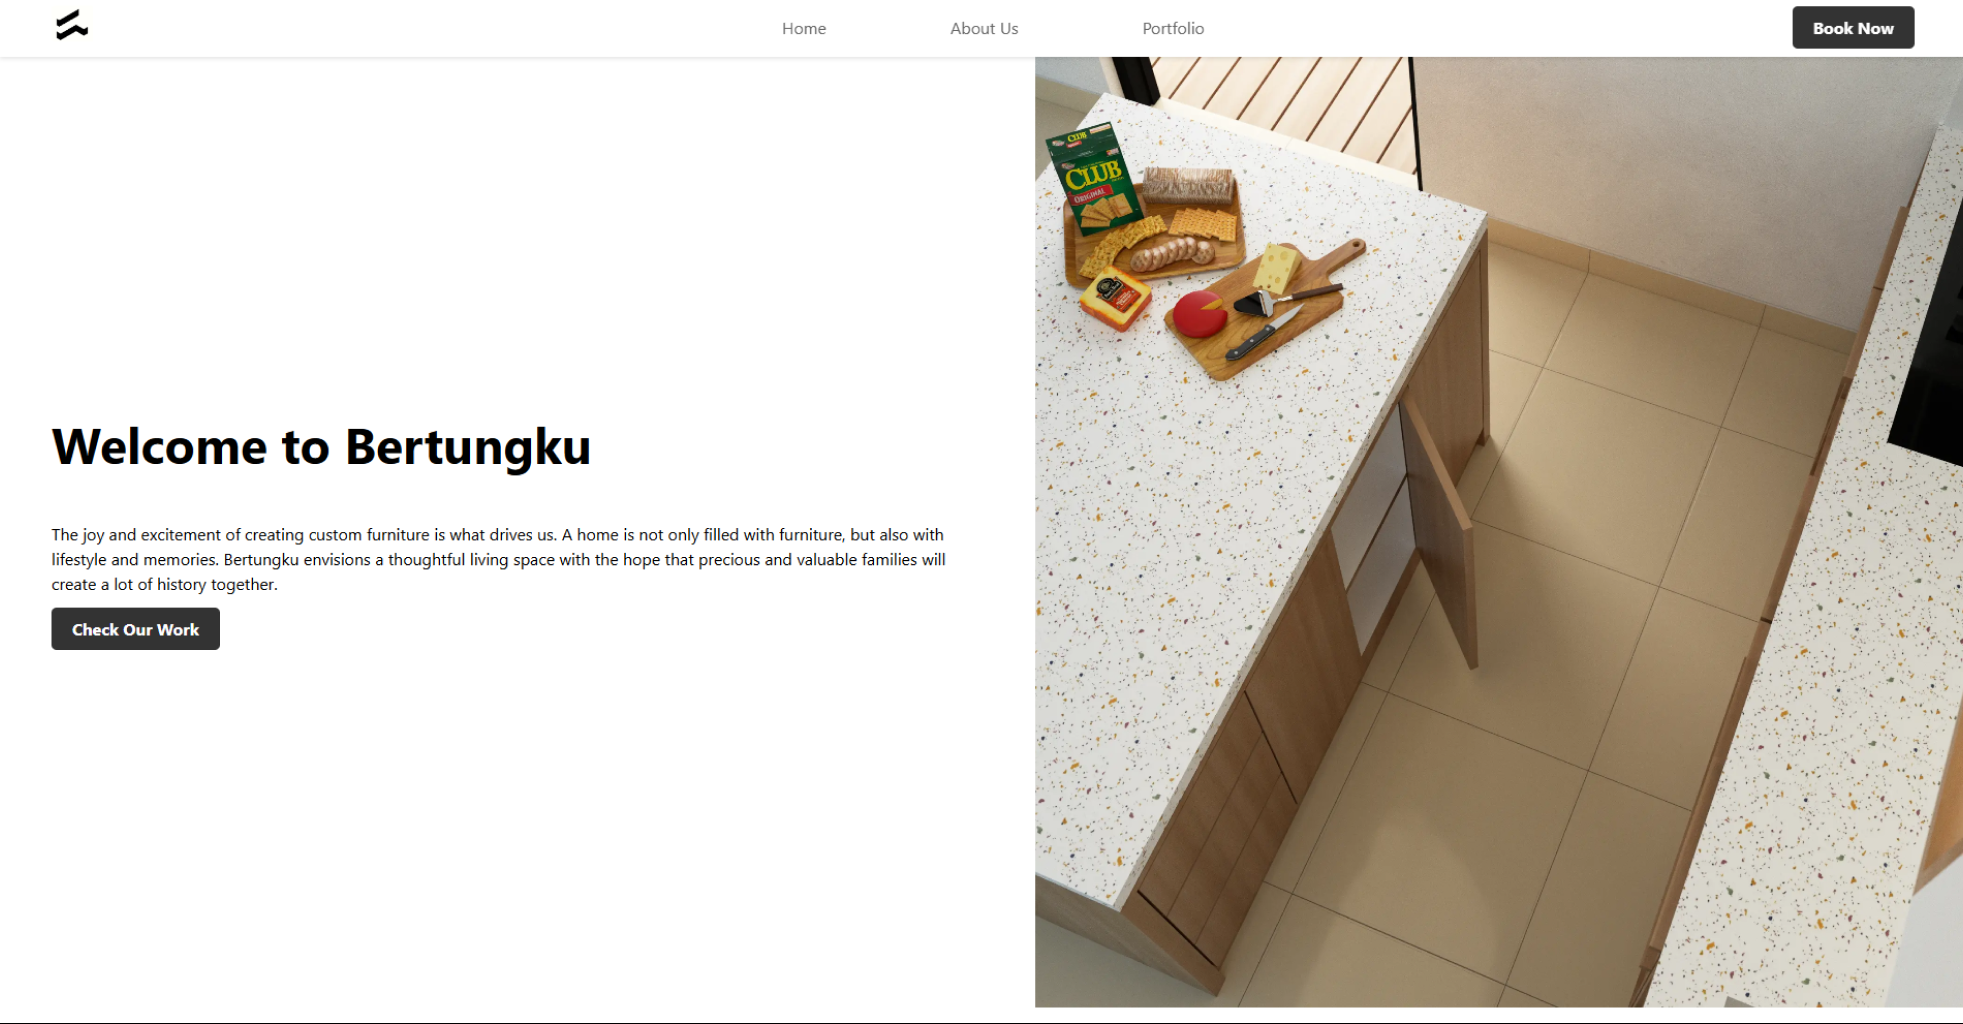 Home
About Us
Portfolio
Book Now
Welcome to Bertungku
The joy and excitement of creating custom furniture is what drives us. A home is not only filled with furniture, but also with
lifestyle and memories. Bertungku envisions a thoughtful living space with the hope that precious and valuable families will
create a lot of history together.
Check Our Work
CLUB
CLUB
ORIGINAL